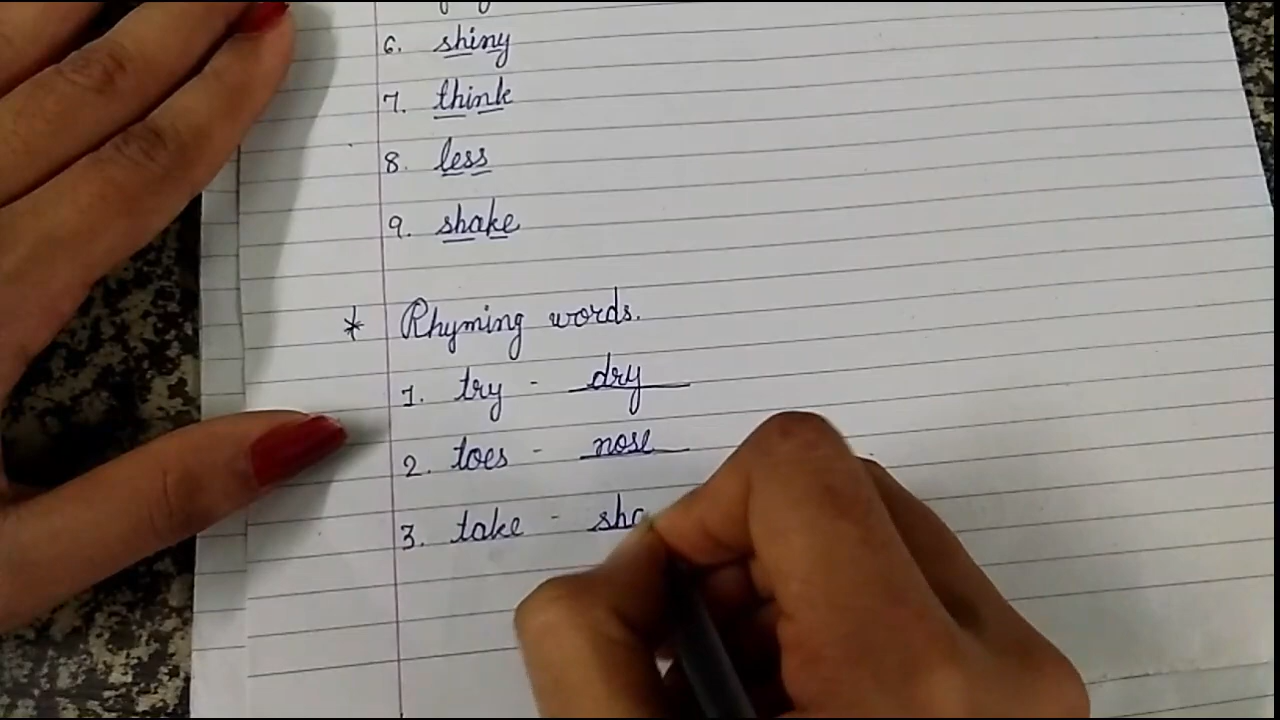 6. shiny
7. think
8. less
9. shake
* Rhyming words.
1. try - dry
2. toes - nose
3. take - sha